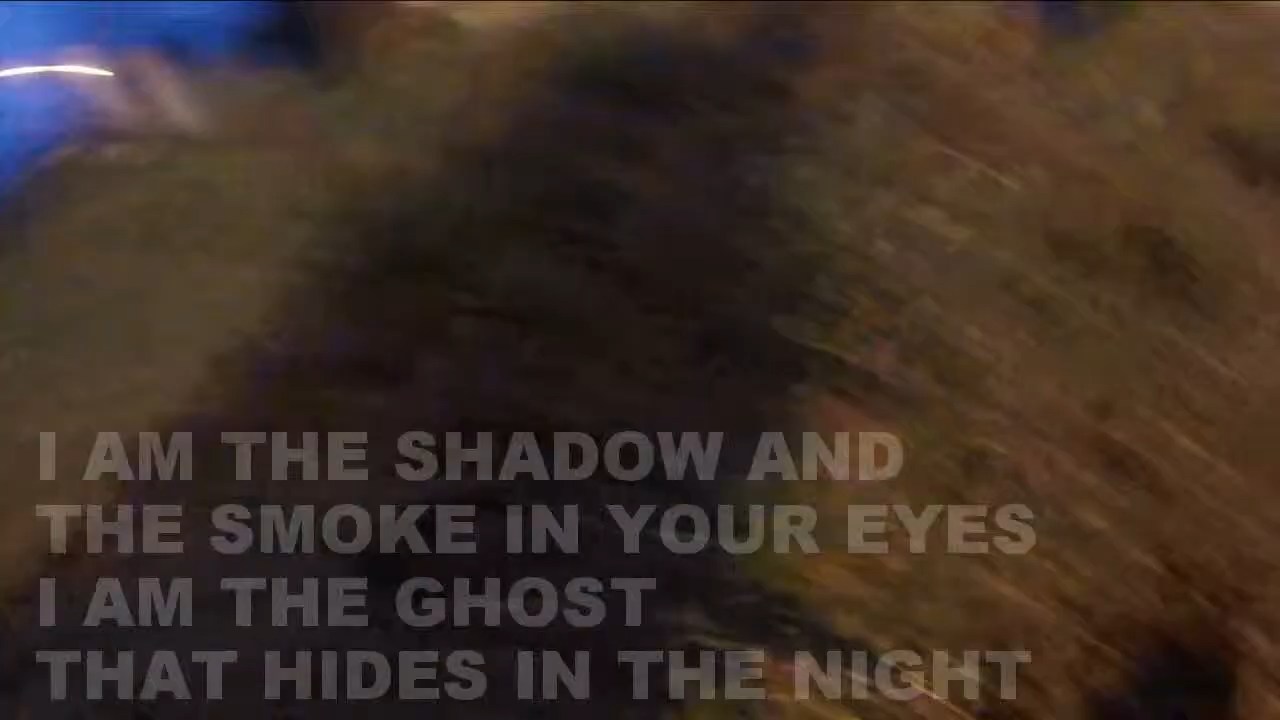 I AM THE SHADOW AND
THE SMOKE IN YOUR EYES
I AM THE GHOST
THAT HIDES IN THE NIGHT